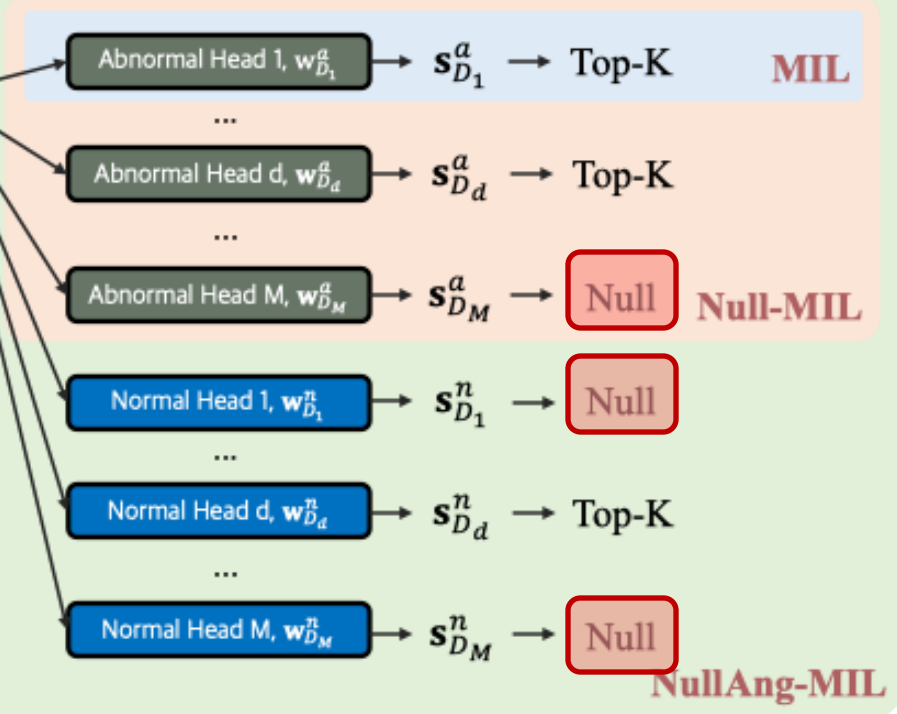 Abnormal Head 1, w^a_{D_1} → s^a_{D_1} → Top-K MIL
...
Abnormal Head d, w^a_{D_d} → s^a_{D_d} → Top-K
...
Abnormal Head M, w^a_{D_M} → s^a_{D_M} → Null Null-MIL
Normal Head 1, w^n_{D_1} → s^n_{D_1} → Null
...
Normal Head d, w^n_{D_d} → s^n_{D_d} → Top-K
...
Normal Head M, w^n_{D_M} → s^n_{D_M} → Null
NullAng-MIL